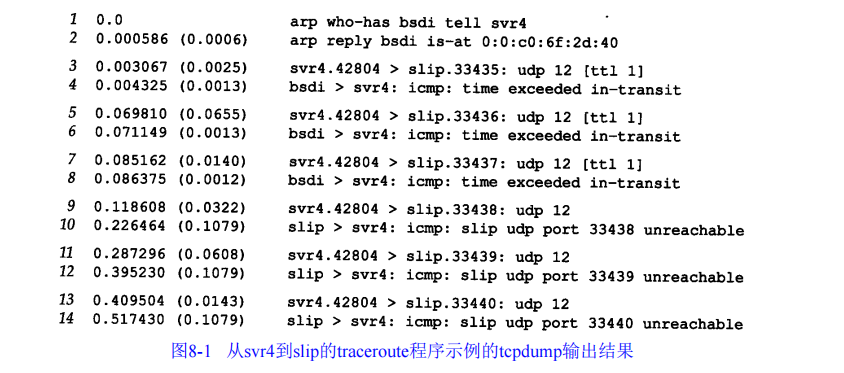 1 0.0 arp who-has bsdi tell svr4
2 0.000586 (0.0006) arp reply bsdi is-at 0:0:c0:6f:2d:40
3 0.003067 (0.0025) svr4.42804 > slip.33435: udp 12 [ttl 1]
4 0.004325 (0.0013) bsdi > svr4: icmp: time exceeded in-transit
5 0.069810 (0.0655) svr4.42804 > slip.33436: udp 12 [ttl 1]
6 0.071149 (0.0013) bsdi > svr4: icmp: time exceeded in-transit
7 0.085162 (0.0140) svr4.42804 > slip.33437: udp 12 [ttl 1]
8 0.086375 (0.0012) bsdi > svr4: icmp: time exceeded in-transit
9 0.118608 (0.0322) svr4.42804 > slip.33438: udp 12
10 0.226464 (0.1079) slip > svr4: icmp: slip udp port 33438 unreachable
11 0.287296 (0.0608) svr4.42804 > slip.33439: udp 12
12 0.395230 (0.1079) slip > svr4: icmp: slip udp port 33439 unreachable
13 0.409504 (0.0143) svr4.42804 > slip.33440: udp 12
14 0.517430 (0.1079) slip > svr4: icmp: slip udp port 33440 unreachable
图8-1 从svr4到slip的traceroute程序示例的tcpdump输出结果